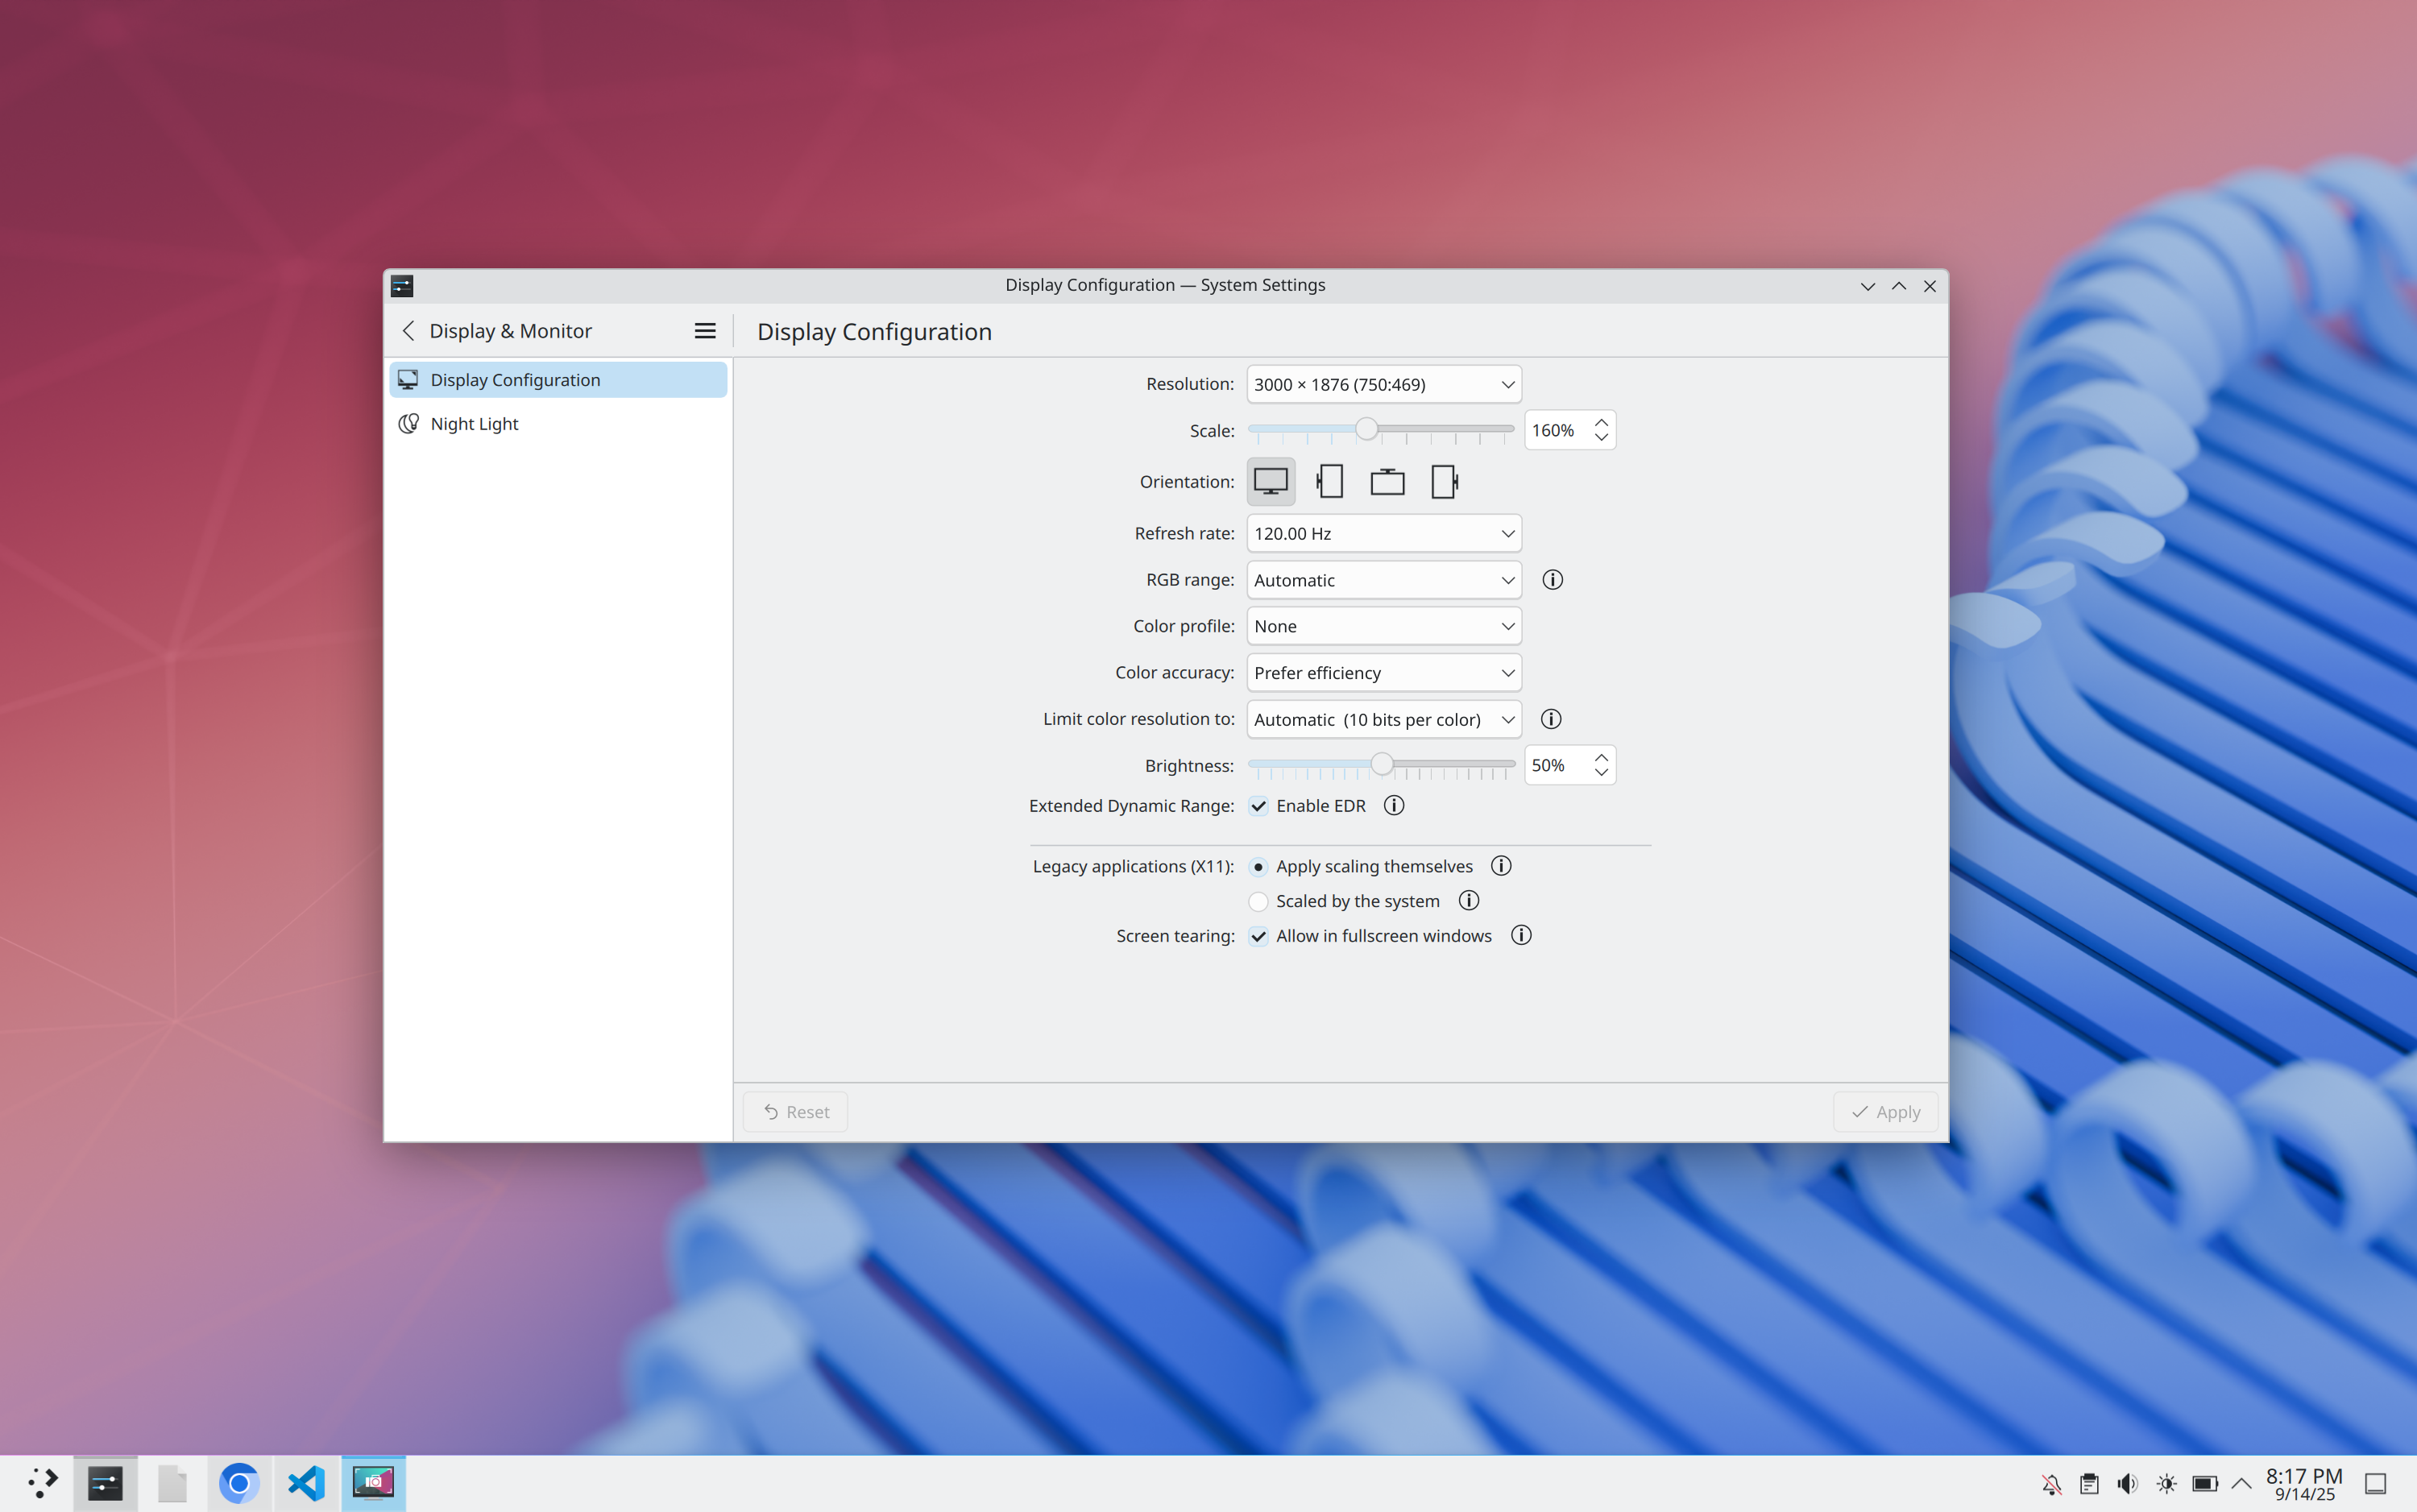 Display Configuration — System Settings
Display & Monitor
Display Configuration
Display Configuration
Night Light
Resolution: 3000 × 1876 (750:469)
Scale: 160%
Orientation:
Refresh rate: 120.00 Hz
RGB range: Automatic
Color profile: None
Color accuracy: Prefer efficiency
Limit color resolution to: Automatic (10 bits per color)
Brightness: 50%
Extended Dynamic Range: Enable EDR
Legacy applications (X11): Apply scaling themselves
Scaled by the system
Screen tearing: Allow in fullscreen windows
Reset
Apply
8:17 PM
9/14/25